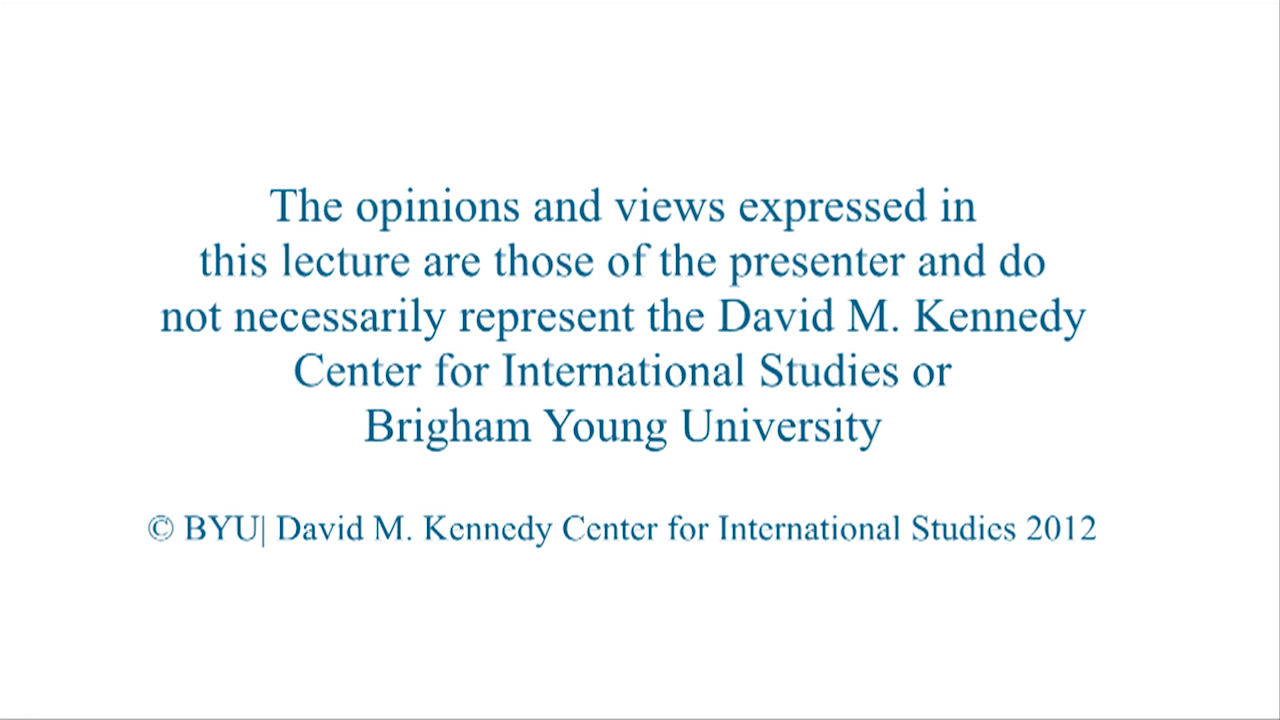 The opinions and views expressed in
this lecture are those of the presenter and do
not necessarily represent the David M. Kennedy
Center for International Studies or
Brigham Young University
© BYU| David M. Kennedy Center for International Studies 2012